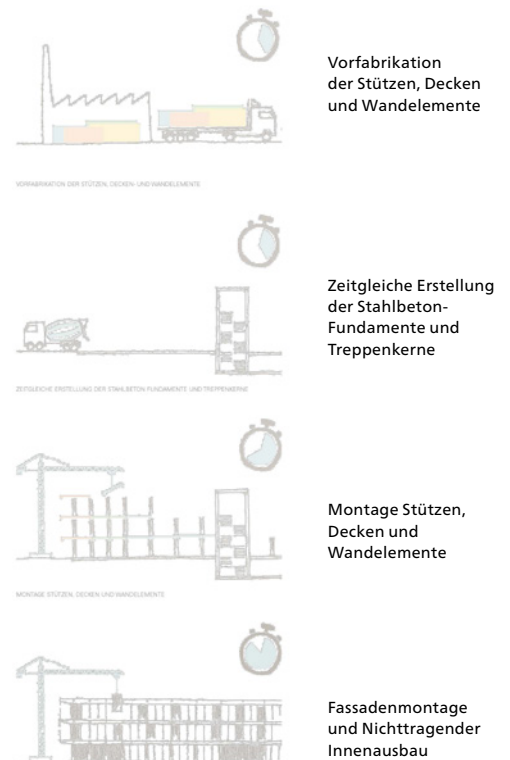 Vorfabrikation
der Stützen, Decken
und Wandelemente
VORFABRIKATION DER STÜTZEN, DECKEN- UND WANDELEMENTE
Zeitgleiche Erstellung
der Stahlbeton-
Fundamente und
Treppenkerne
ZEITGLEICHE ERSTELLUNG DER STAHLBETON-FUNDAMENTE UND TREPPENKERNE
Montage Stützen,
Decken und
Wandelemente
MONTAGE STÜTZEN, DECKEN UND WANDELEMENTE
Fassadenmontage
und Nichttragender
Innenausbau